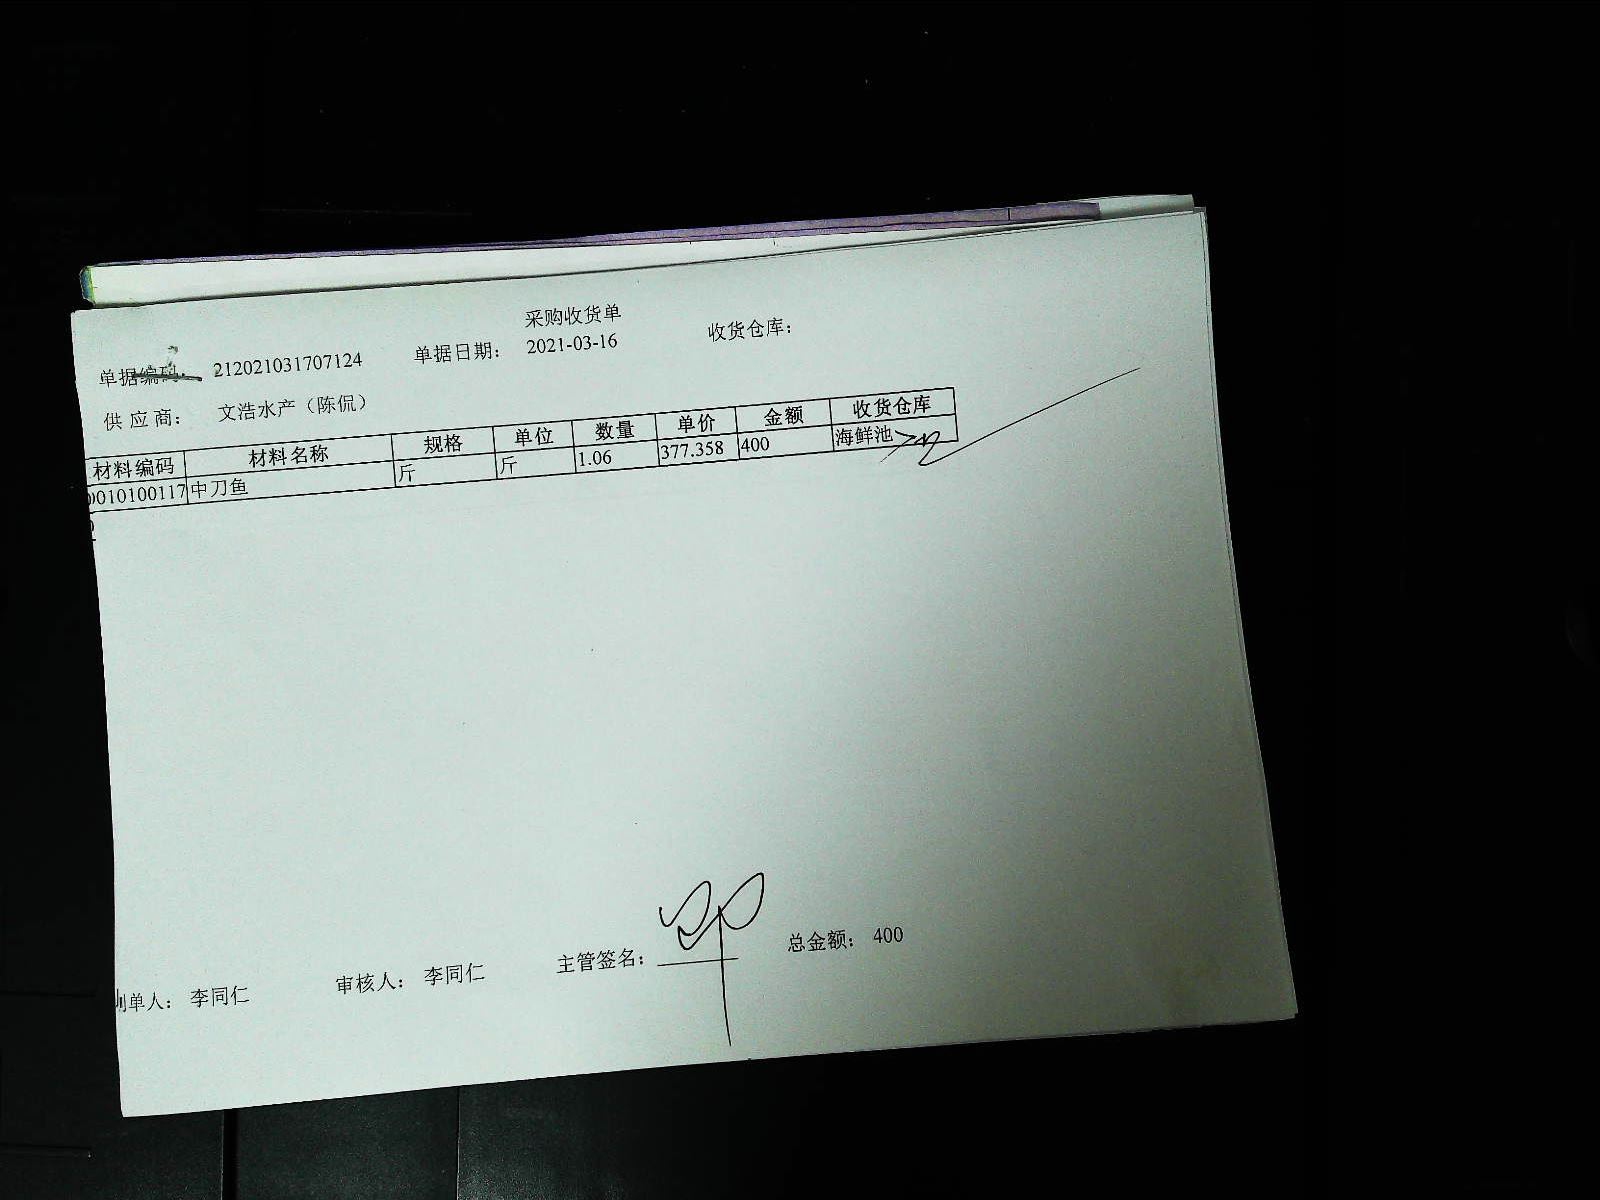 采购收货单
单据编码: 212021031707124 单据日期: 2021-03-16 收货仓库:
供应商: 文浩水产（陈侃）
材料编码 材料名称 规格 单位 数量 单价 金额 收货仓库
0010100117 中刀鱼 斤 斤 1.06 377.358 400 海鲜池
制单人: 李同仁 审核人: 李同仁 主管签名: 总金额: 400